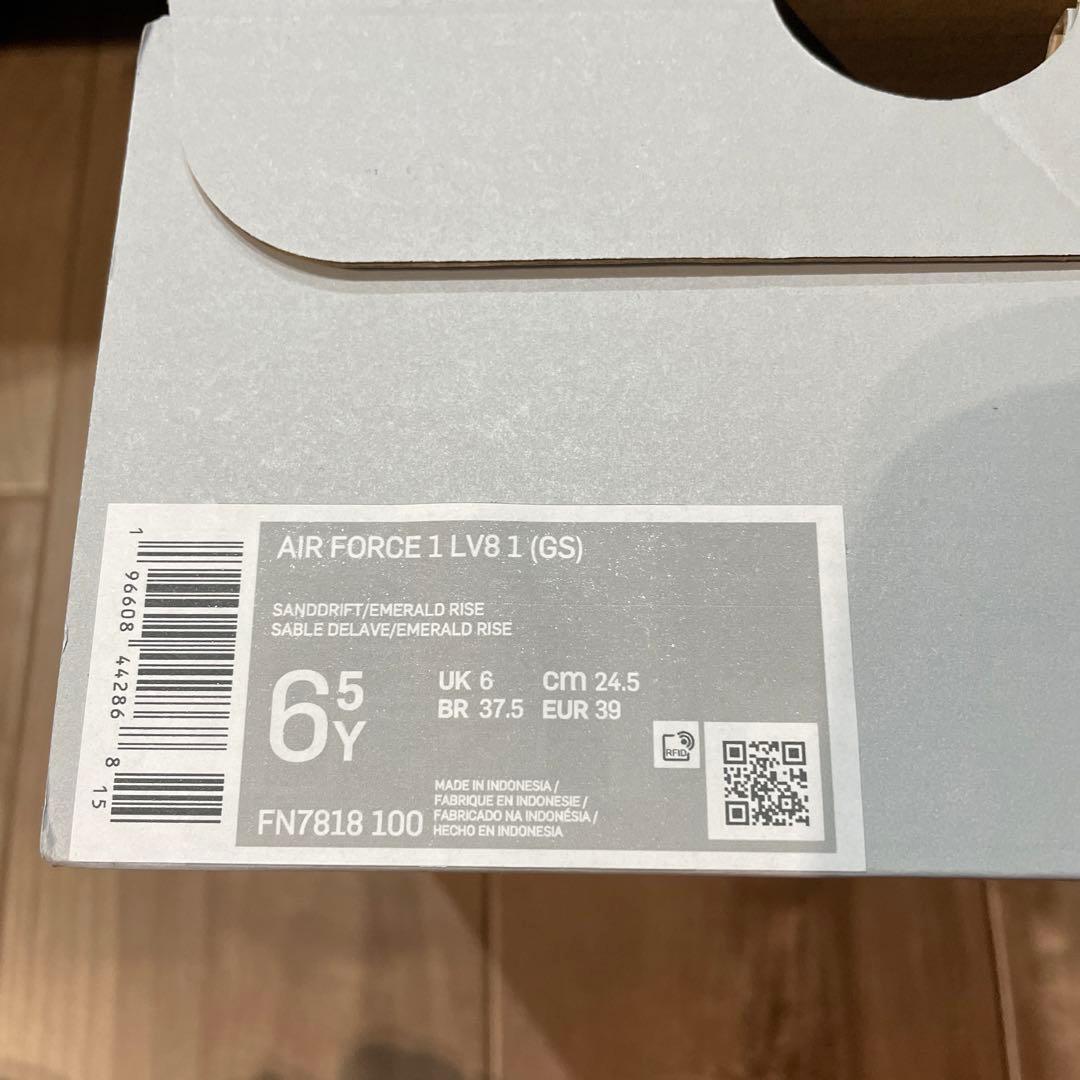 AIR FORCE 1 LV8 1 (GS)
SANDDRIFT/EMERALD RISE
SABLE DELAVE/EMERALD RISE
6 5 Y
UK 6 cm 24.5
BR 37.5 EUR 39
RFID
FN7818 100
MADE IN INDONESIA /
FABRIQUE EN INDONESIE /
FABRICADO NA INDONÉSIA /
HECHO EN INDONESIA
1 96608 44286 8 15